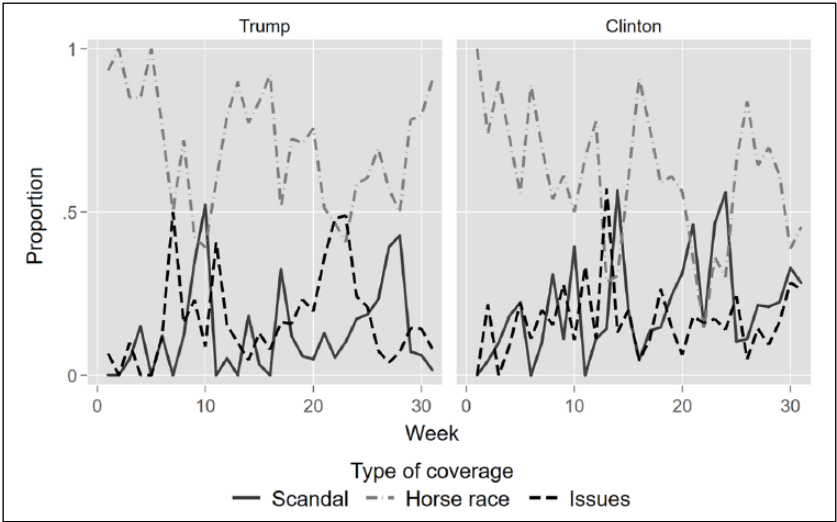 Trump Clinton
1
.5
0
Proportion
0 10 20 30 0 10 20 30
Week
Type of coverage
Scandal Horse race Issues